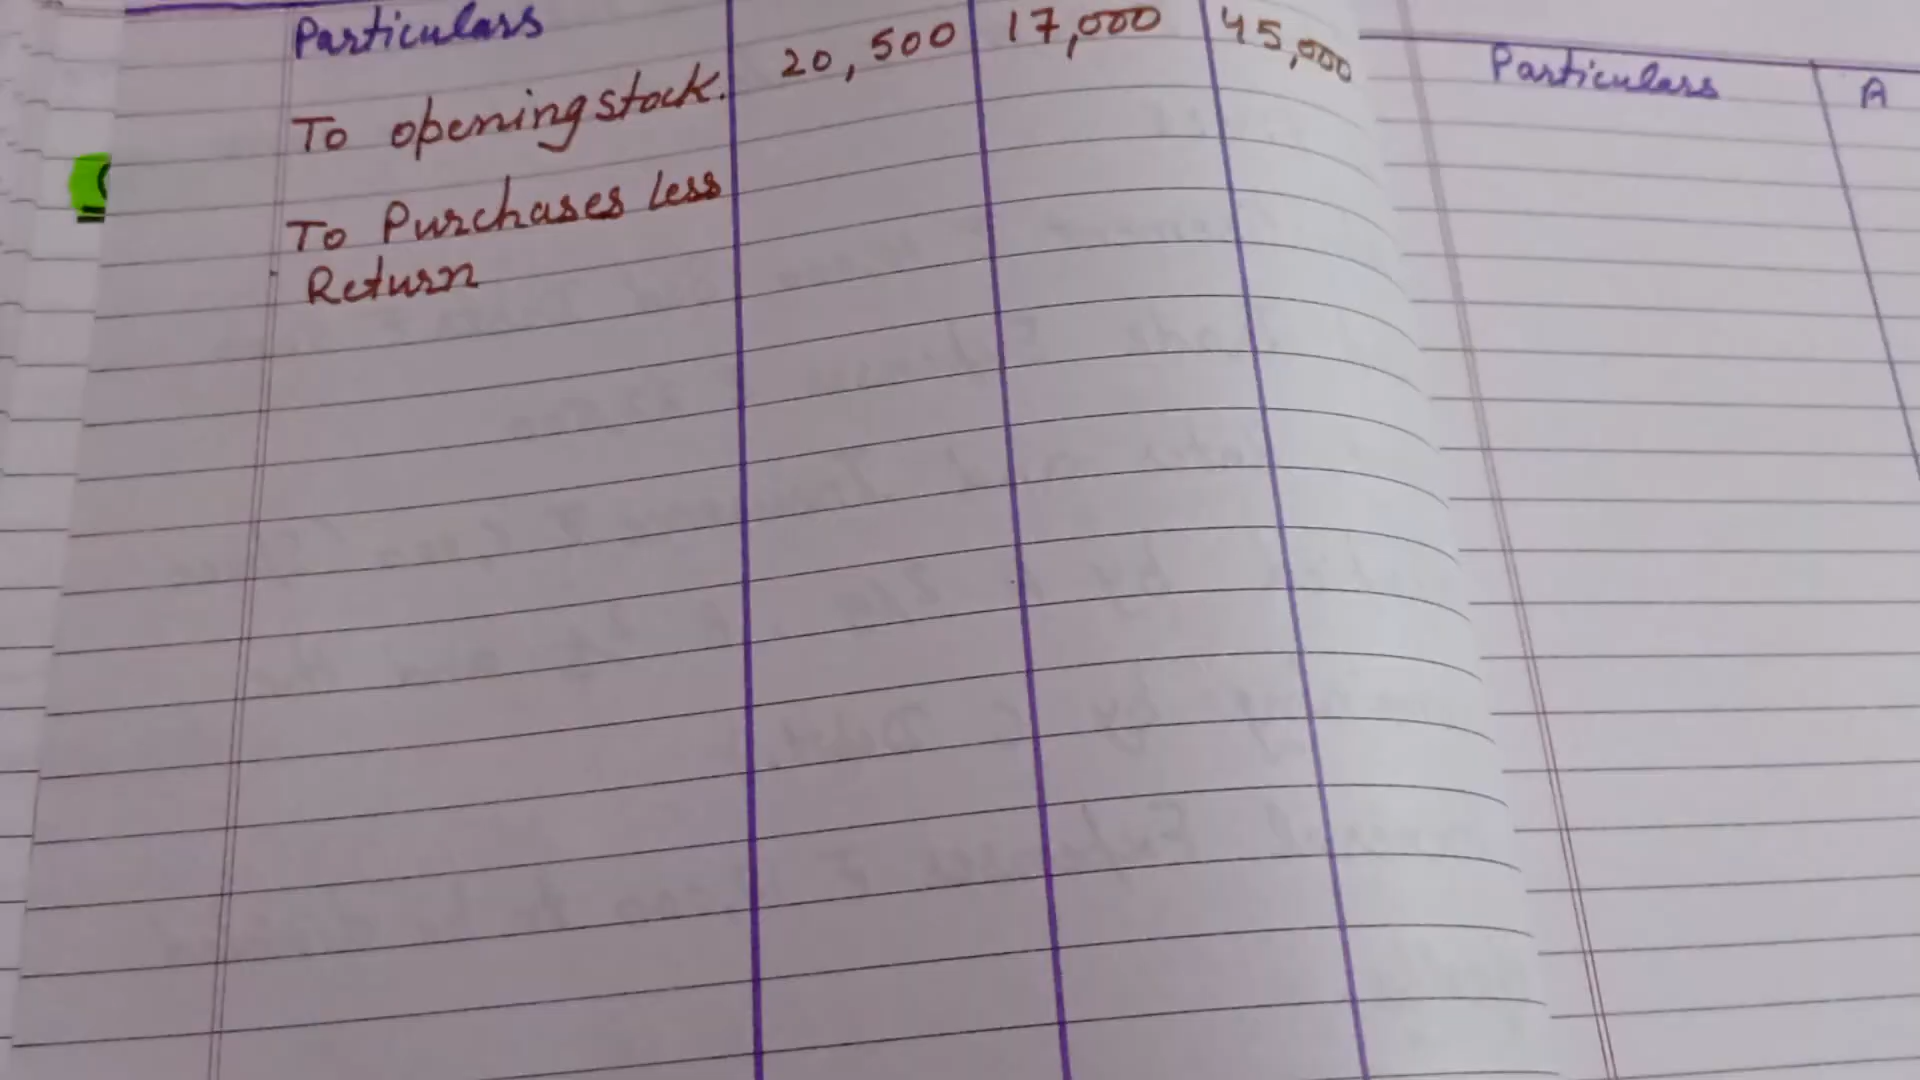 Particulars
To opening stock. 20,500 17,000 45,000
To Purchases less
Return
Particulars A